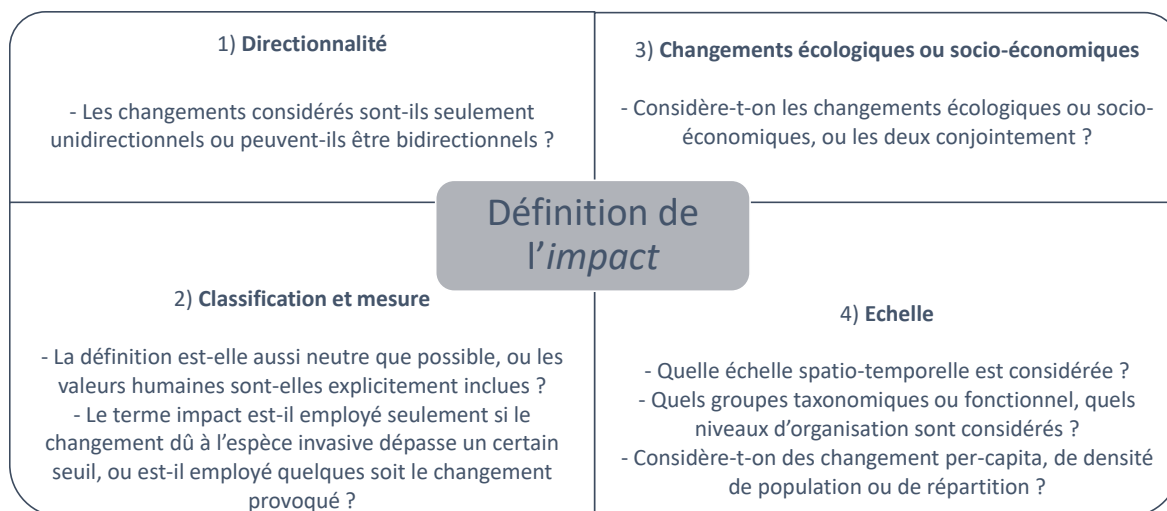 1) Directionnalité
- Les changements considérés sont-ils seulement
unidirectionnels ou peuvent-ils être bidirectionnels ?
3) Changements écologiques ou socio-économiques
- Considère-t-on les changements écologiques ou socio-
économiques, ou les deux conjointement ?
Définition de
l’impact
2) Classification et mesure
- La définition est-elle aussi neutre que possible, ou les
valeurs humaines sont-elles explicitement inclues ?
- Le terme impact est-il employé seulement si le
changement dû à l’espèce invasive dépasse un certain
seuil, ou est-il employé quelques soit le changement
provoqué ?
4) Echelle
- Quelle échelle spatio-temporelle est considérée ?
- Quels groupes taxonomiques ou fonctionnel, quels
niveaux d’organisation sont considérés ?
- Considère-t-on des changement per-capita, de densité
de population ou de répartition ?